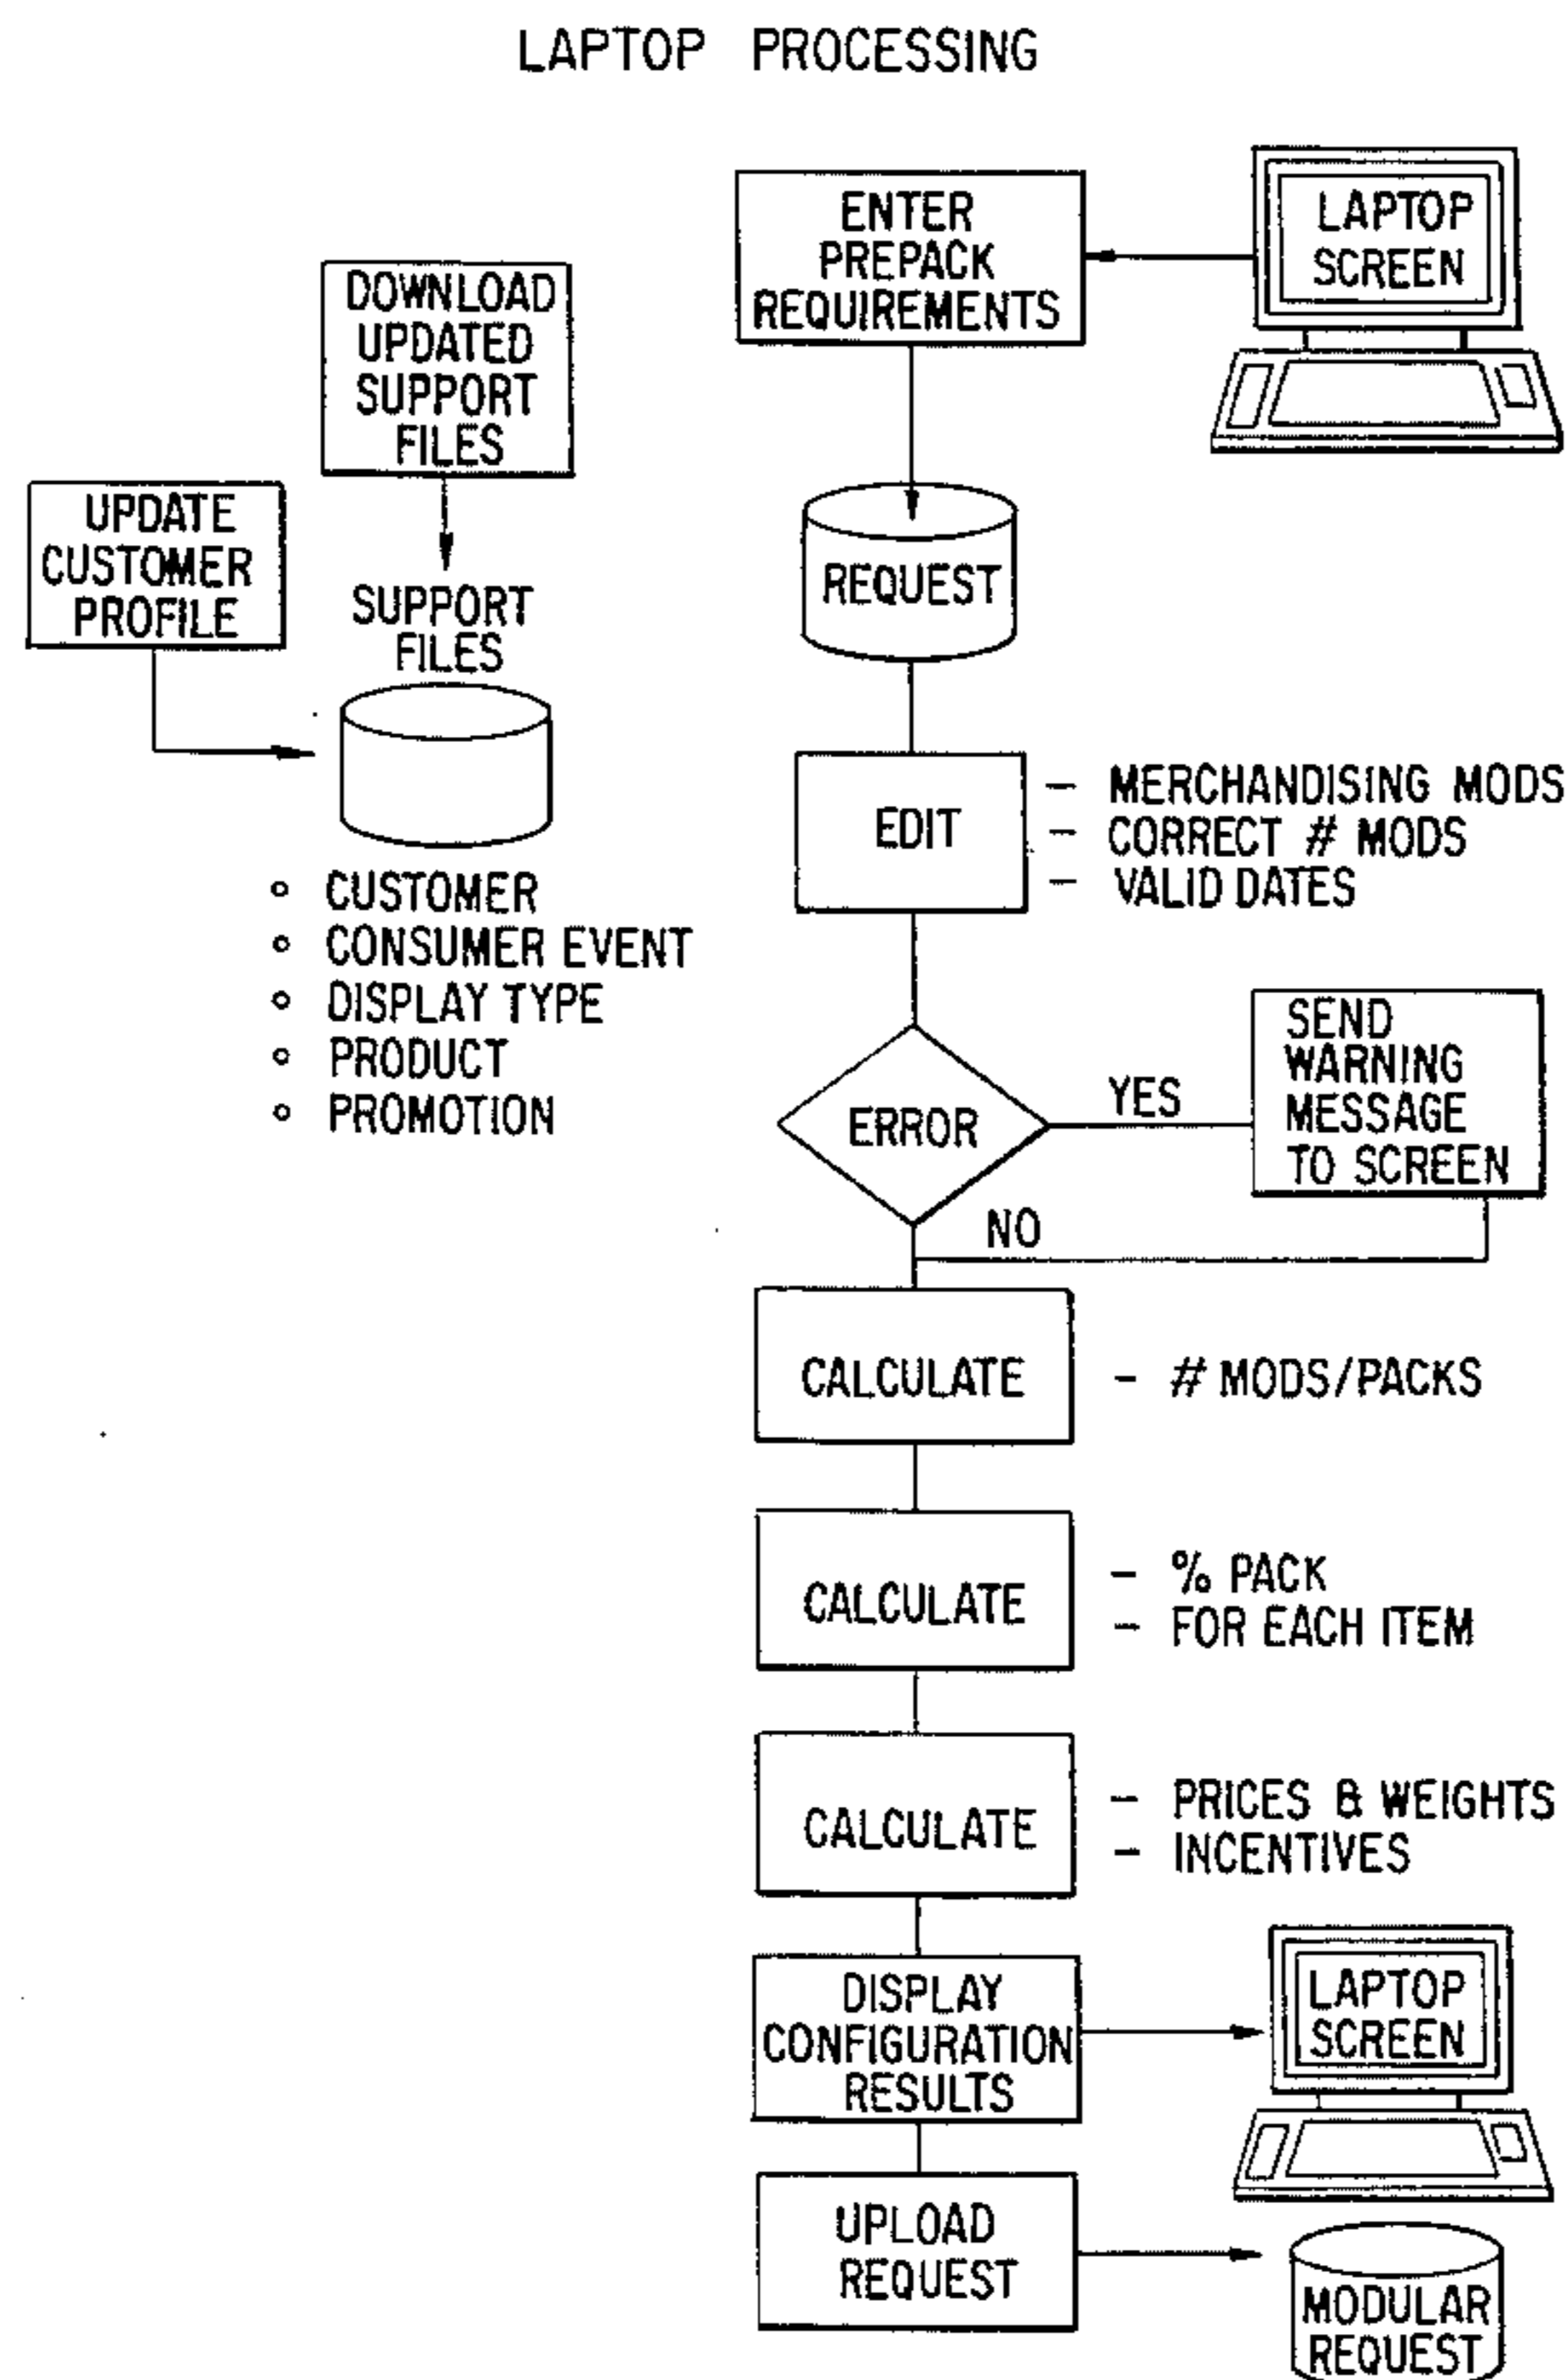 LAPTOP PROCESSING
ENTER
PREPACK
REQUIREMENTS
LAPTOP
SCREEN
DOWNLOAD
UPDATED
SUPPORT
FILES
UPDATE
CUSTOMER
PROFILE
SUPPORT
FILES
REQUEST
EDIT
- MERCHANDISING MODS
- CORRECT # MODS
- VALID DATES
o CUSTOMER
o CONSUMER EVENT
o DISPLAY TYPE
o PRODUCT
o PROMOTION
ERROR
YES
SEND
WARNING
MESSAGE
TO SCREEN
NO
CALCULATE
- # MODS/PACKS
CALCULATE
- % PACK
- FOR EACH ITEM
CALCULATE
- PRICES & WEIGHTS
- INCENTIVES
DISPLAY
CONFIGURATION
RESULTS
LAPTOP
SCREEN
UPLOAD
REQUEST
MODULAR
REQUEST